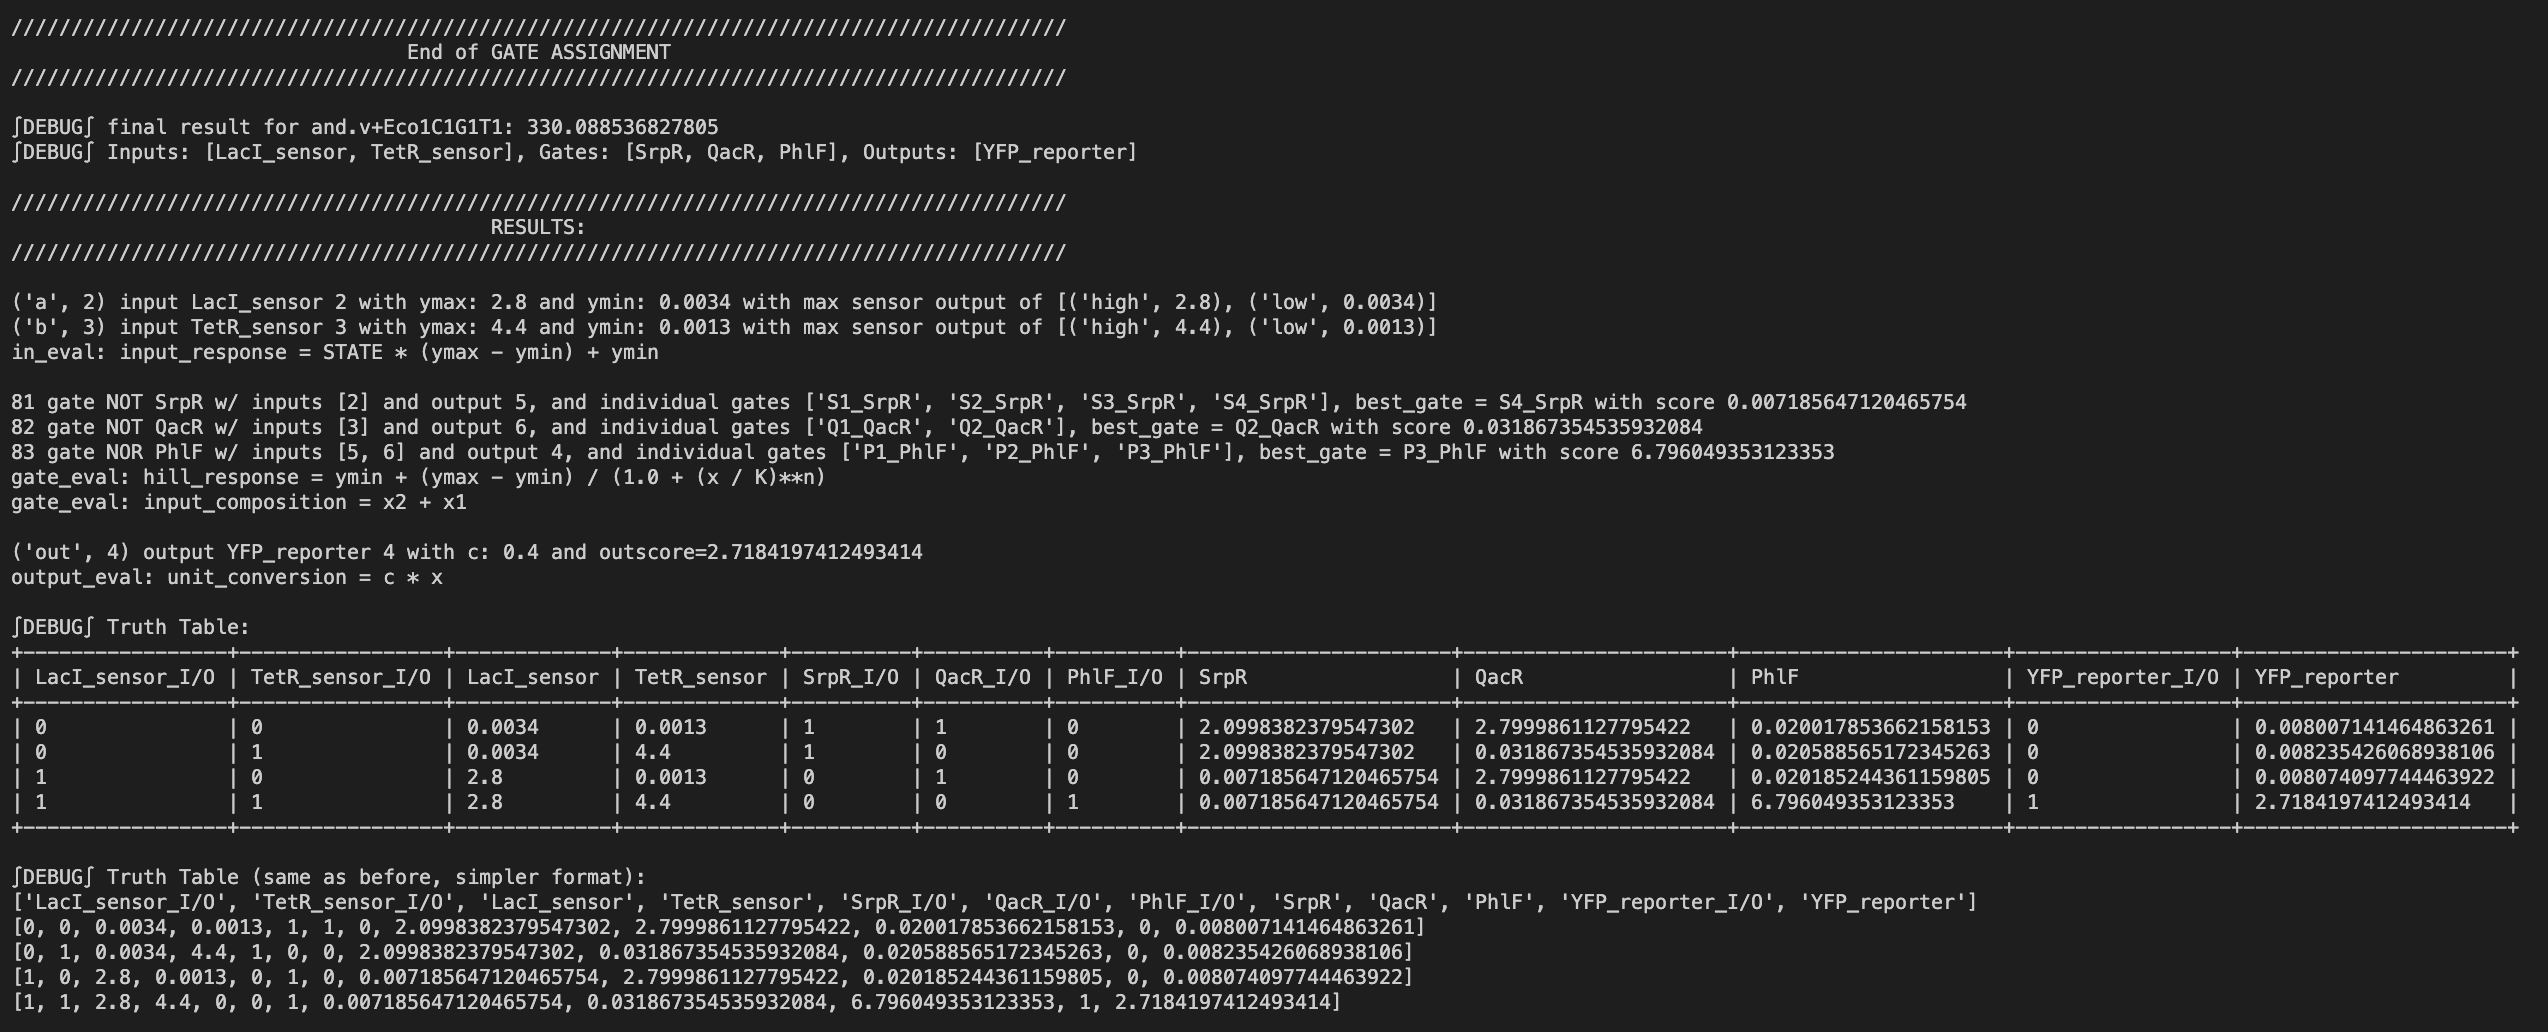 ////////////////////////////////////////////////////////////////////////////////////////
End of GATE ASSIGNMENT
////////////////////////////////////////////////////////////////////////////////////////
∫DEBUG∫ final result for and.v+Eco1C1G1T1: 330.088536827805
∫DEBUG∫ Inputs: [LacI_sensor, TetR_sensor], Gates: [SrpR, QacR, PhlF], Outputs: [YFP_reporter]
////////////////////////////////////////////////////////////////////////////////////////
RESULTS:
////////////////////////////////////////////////////////////////////////////////////////
('a', 2) input LacI_sensor 2 with ymax: 2.8 and ymin: 0.0034 with max sensor output of [('high', 2.8), ('low', 0.0034)]
('b', 3) input TetR_sensor 3 with ymax: 4.4 and ymin: 0.0013 with max sensor output of [('high', 4.4), ('low', 0.0013)]
in_eval: input_response = STATE * (ymax - ymin) + ymin
81 gate NOT SrpR w/ inputs [2] and output 5, and individual gates ['S1_SrpR', 'S2_SrpR', 'S3_SrpR', 'S4_SrpR'], best_gate = S4_SrpR with score 0.007185647120465754
82 gate NOT QacR w/ inputs [3] and output 6, and individual gates ['Q1_QacR', 'Q2_QacR'], best_gate = Q2_QacR with score 0.031867354535932084
83 gate NOR PhlF w/ inputs [5, 6] and output 4, and individual gates ['P1_PhlF', 'P2_PhlF', 'P3_PhlF'], best_gate = P3_PhlF with score 6.796049353123353
gate_eval: hill_response = ymin + (ymax - ymin) / (1.0 + (x / K)**n)
gate_eval: input_composition = x2 + x1
('out', 4) output YFP_reporter 4 with c: 0.4 and outscore=2.7184197412493414
output_eval: unit_conversion = c * x
∫DEBUG∫ Truth Table:
+-----------------+-----------------+-------------+-------------+----------+----------+----------+----------------------+----------------------+----------------------+------------------+----------------------+
| LacI_sensor_I/O | TetR_sensor_I/O | LacI_sensor | TetR_sensor | SrpR_I/O | QacR_I/O | PhlF_I/O | SrpR                 | QacR                 | PhlF                 | YFP_reporter_I/O | YFP_reporter         |
+-----------------+-----------------+-------------+-------------+----------+----------+----------+----------------------+----------------------+----------------------+------------------+----------------------+
| 0               | 0               | 0.0034      | 0.0013      | 1        | 1        | 0        | 2.0998382379547302   | 2.7999861127795422   | 0.020017853662158153 | 0                | 0.008007141464863261 |
| 0               | 1               | 0.0034      | 4.4         | 1        | 0        | 0        | 2.0998382379547302   | 0.031867354535932084 | 0.020588565172345263 | 0                | 0.008235426068938106 |
| 1               | 0               | 2.8         | 0.0013      | 0        | 1        | 0        | 0.007185647120465754 | 2.7999861127795422   | 0.020185244361159805 | 0                | 0.008074097744463922 |
| 1               | 1               | 2.8         | 4.4         | 0        | 0        | 1        | 0.007185647120465754 | 0.031867354535932084 | 6.796049353123353    | 1                | 2.7184197412493414   |
+-----------------+-----------------+-------------+-------------+----------+----------+----------+----------------------+----------------------+----------------------+------------------+----------------------+
∫DEBUG∫ Truth Table (same as before, simpler format):
['LacI_sensor_I/O', 'TetR_sensor_I/O', 'LacI_sensor', 'TetR_sensor', 'SrpR_I/O', 'QacR_I/O', 'PhlF_I/O', 'SrpR', 'QacR', 'PhlF', 'YFP_reporter_I/O', 'YFP_reporter']
[0, 0, 0.0034, 0.0013, 1, 1, 0, 2.0998382379547302, 2.7999861127795422, 0.020017853662158153, 0, 0.008007141464863261]
[0, 1, 0.0034, 4.4, 1, 0, 0, 2.0998382379547302, 0.031867354535932084, 0.020588565172345263, 0, 0.008235426068938106]
[1, 0, 2.8, 0.0013, 0, 1, 0, 0.007185647120465754, 2.7999861127795422, 0.020185244361159805, 0, 0.008074097744463922]
[1, 1, 2.8, 4.4, 0, 0, 1, 0.007185647120465754, 0.031867354535932084, 6.796049353123353, 1, 2.7184197412493414]